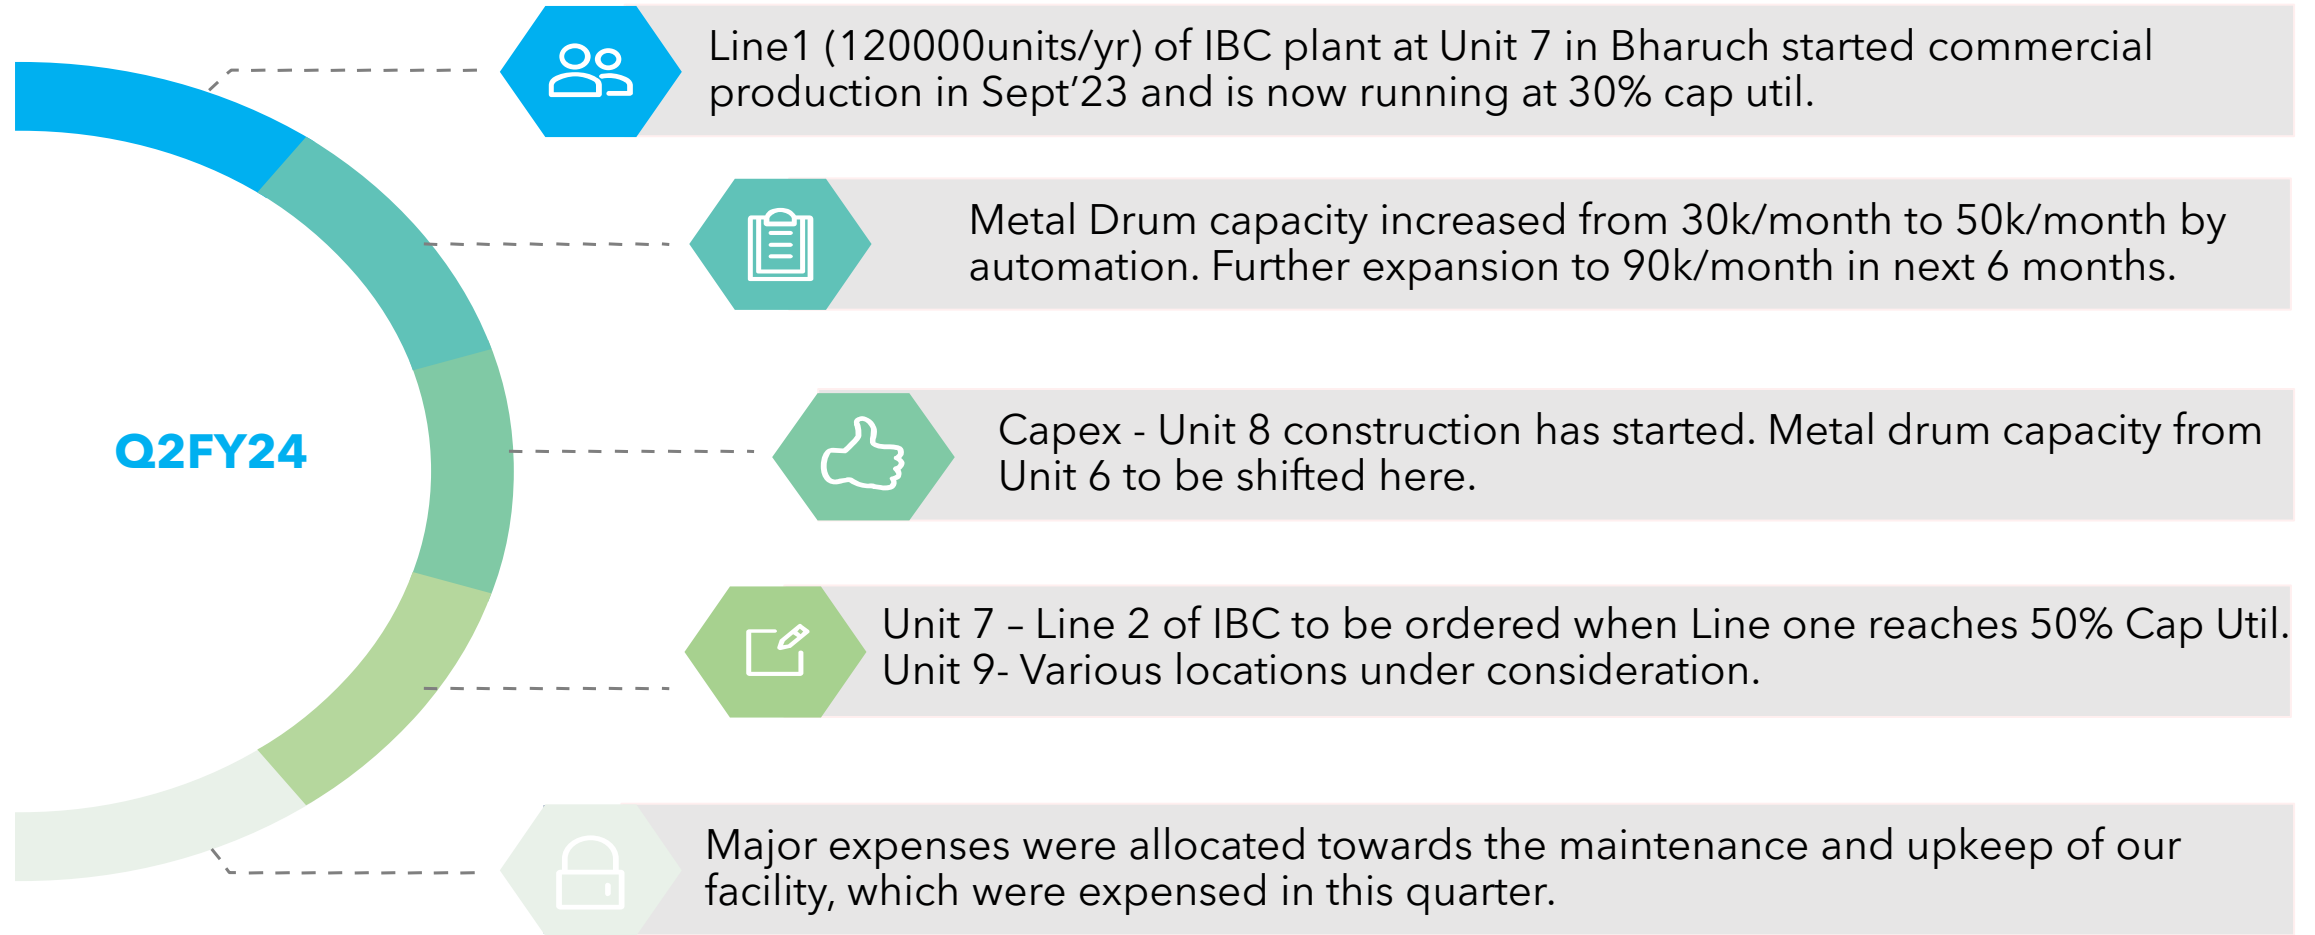 Line1 (120000units/yr) of IBC plant at Unit 7 in Bharuch started commercial
production in Sept’23 and is now running at 30% cap util.
Metal Drum capacity increased from 30k/month to 50k/month by
automation. Further expansion to 90k/month in next 6 months.
Q2FY24
Capex - Unit 8 construction has started. Metal drum capacity from
Unit 6 to be shifted here.
Unit 7 – Line 2 of IBC to be ordered when Line one reaches 50% Cap Util.
Unit 9- Various locations under consideration.
Major expenses were allocated towards the maintenance and upkeep of our
facility, which were expensed in this quarter.